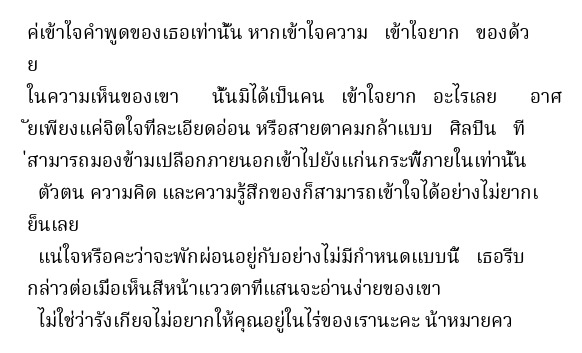 ค่เข้าใจคำพูดของเธอเท่านั้น หากเข้าใจความ เข้าใจยาก ของด้ว
ย
ในความเห็นของเขา นั้นมิได้เป็นคน เข้าใจยาก อะไรเลย อาศ
ัยเพียงแค่จิตใจที่ละเอียดอ่อน หรือสายตาคมกล้าแบบ ศิลปิน ที
่สามารถมองข้ามเปลือกภายนอกเข้าไปยังแก่นกระพี้ภายในเท่านั้น
ตัวตน ความคิด และความรู้สึกของก็สามารถเข้าใจได้อย่างไม่ยากเ
ย็นเลย
แน่ใจหรือคะว่าจะพักผ่อนอยู่กับอย่างไม่มีกำหนดแบบนี้ เธอรีบ
กล่าวต่อเมื่อเห็นสีหน้าแววตาที่แสนจะอ่านง่ายของเขา
ไม่ใช่ว่ารังเกียจไม่อยากให้คุณอยู่ในไร่ของเรานะคะ น้าหมายคว